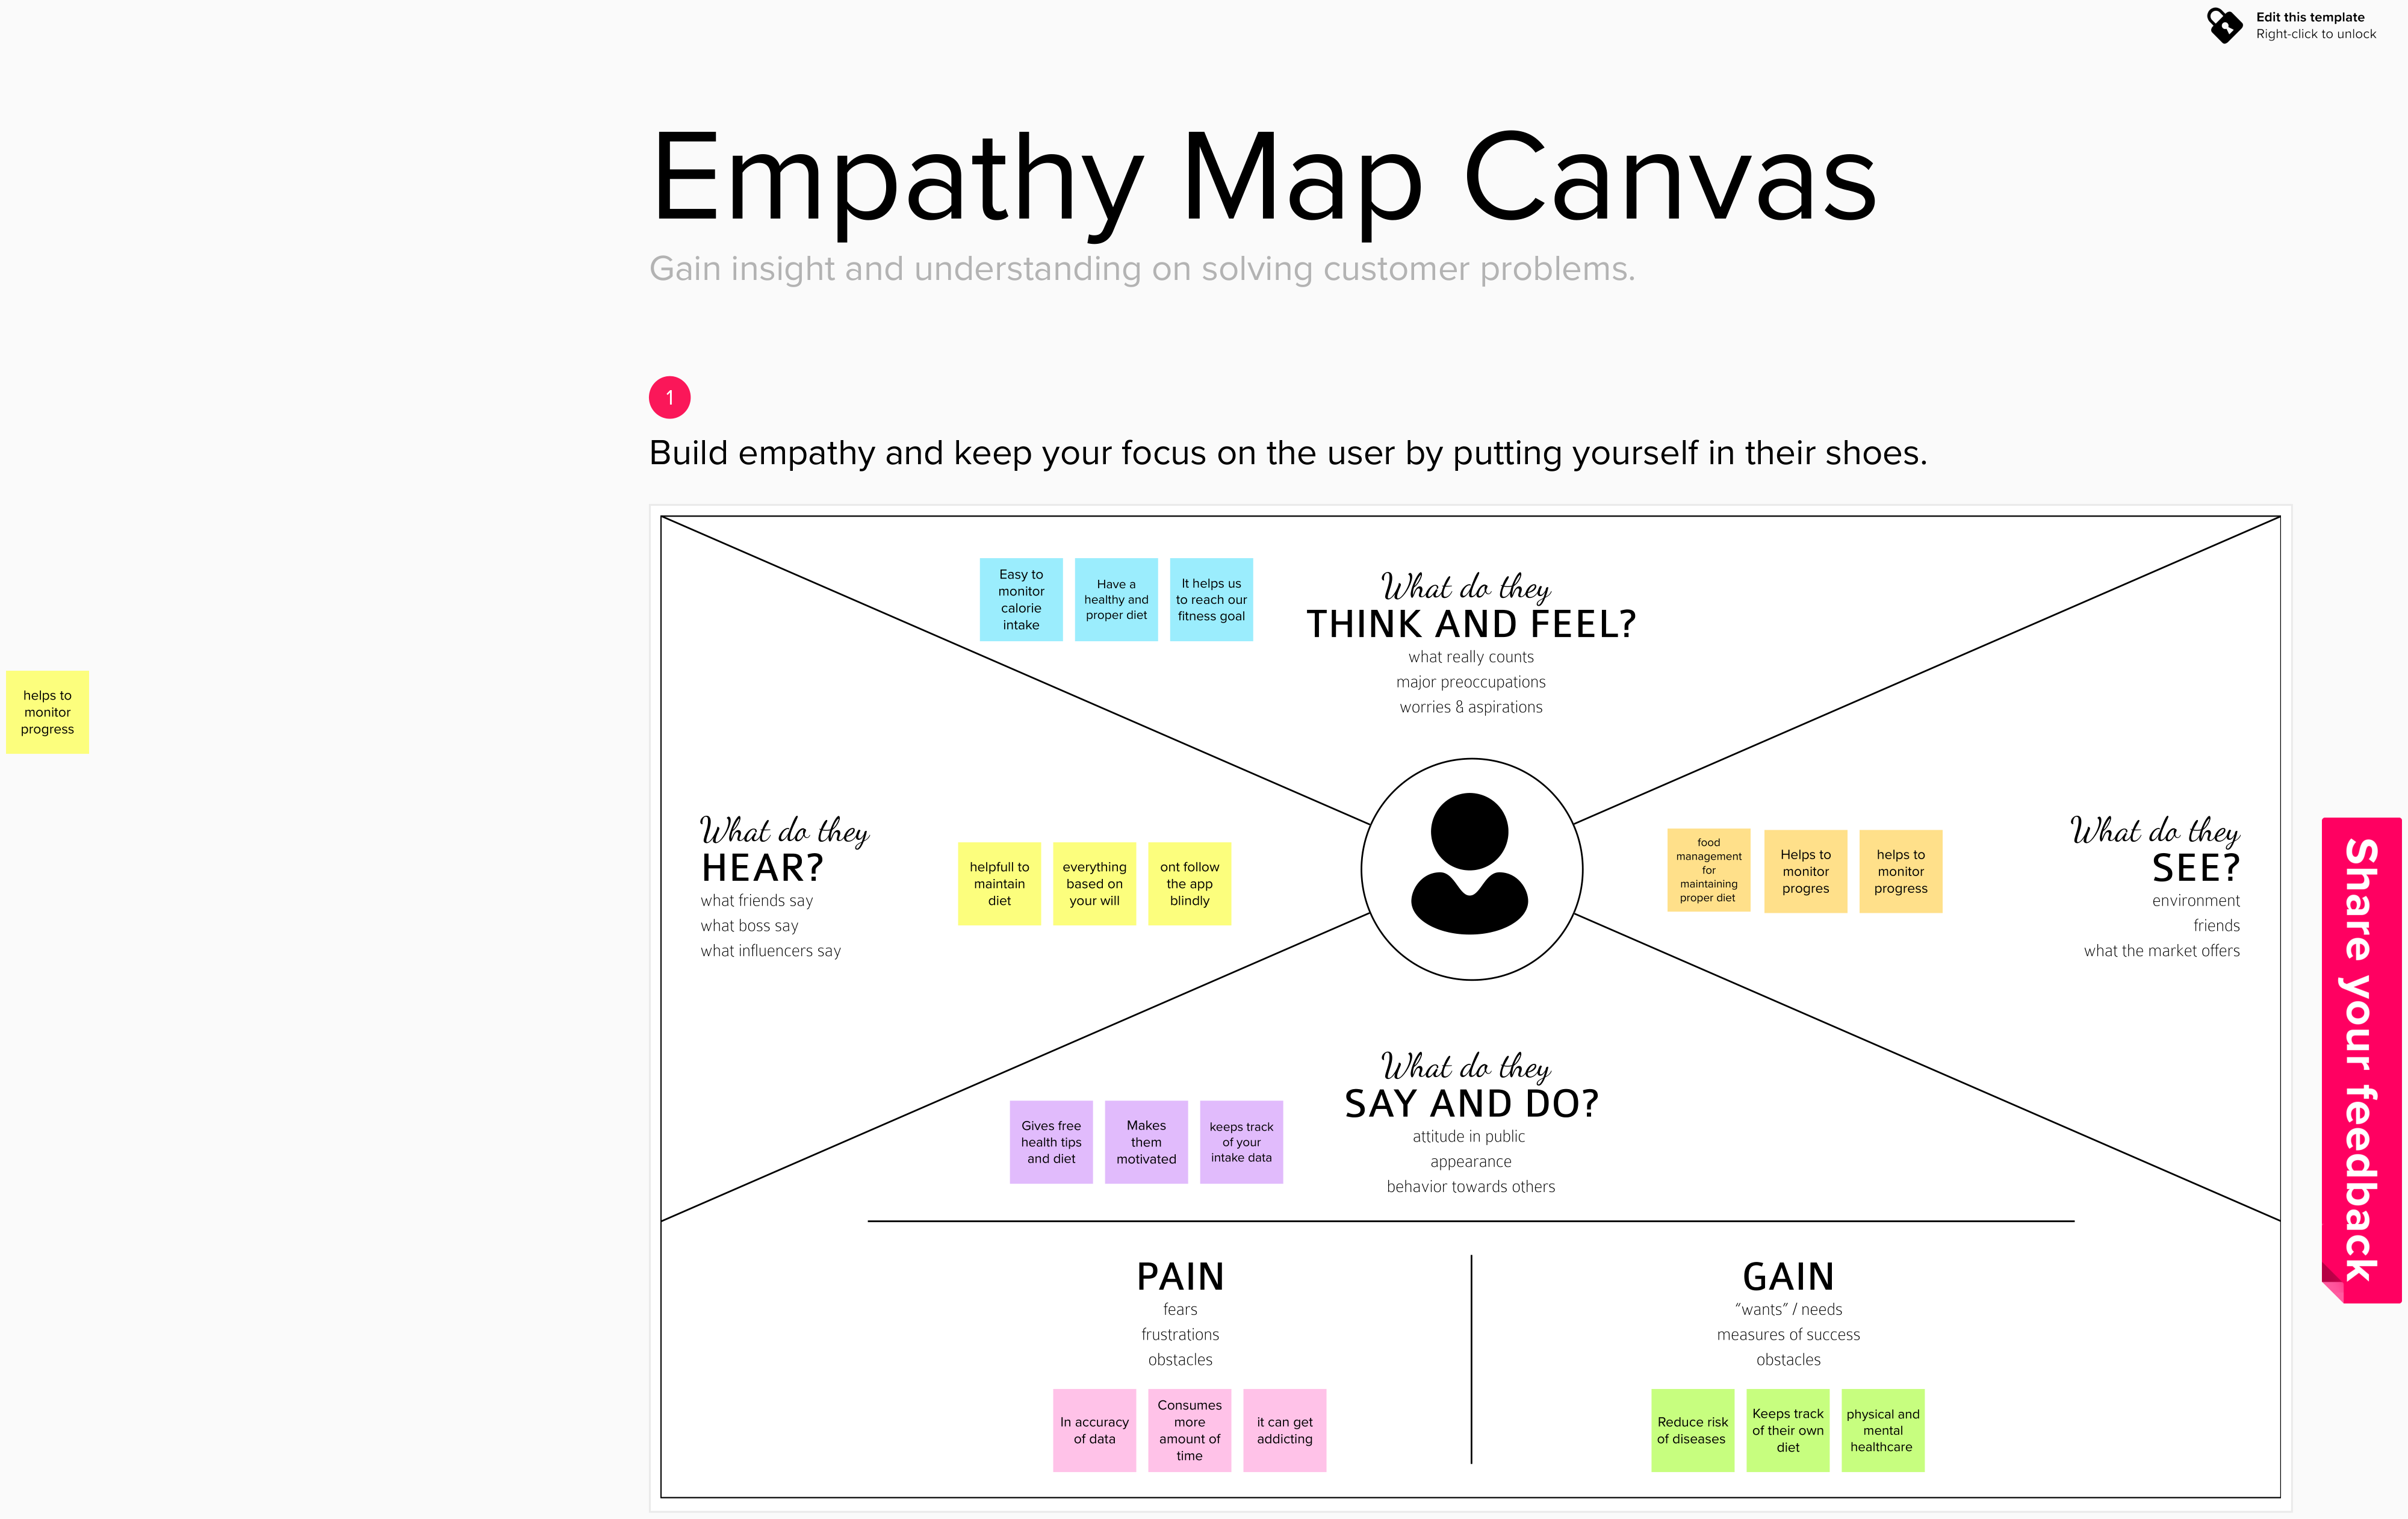 Edit this template
Right-click to unlock
Empathy Map Canvas
Gain insight and understanding on solving customer problems.
1
Build empathy and keep your focus on the user by putting yourself in their shoes.
Easy to
monitor
calorie
intake
Have a
healthy and
proper diet
It helps us
to reach our
fitness goal
What do they
THINK AND FEEL?
what really counts
major preoccupations
worries & aspirations
helps to
monitor
progress
What do they
HEAR?
what friends say
what boss say
what influencers say
helpfull to
maintain
diet
everything
based on
your will
ont follow
the app
blindly
food
management
for
maintaining
proper diet
Helps to
monitor
progres
helps to
monitor
progress
What do they
SEE?
environment
friends
what the market offers
Share your feedback
What do they
SAY AND DO?
attitude in public
appearance
behavior towards others
Gives free
health tips
and diet
Makes
them
motivated
keeps track
of your
intake data
PAIN
fears
frustrations
obstacles
In accuracy
of data
Consumes
more
amount of
time
it can get
addicting
GAIN
“wants” / needs
measures of success
obstacles
Reduce risk
of diseases
Keeps track
of their own
diet
physical and
mental
healthcare